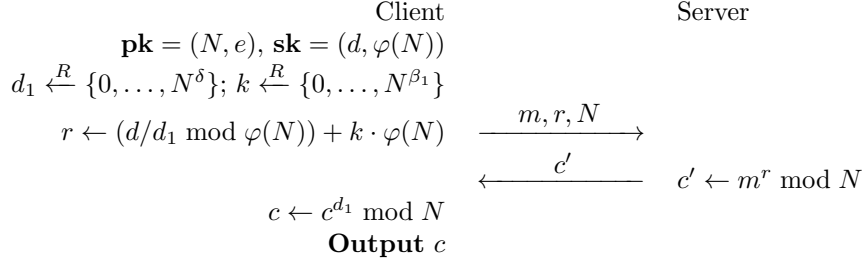 Client Server
pk = (N, e), sk = (d, φ(N))
d₁ ←ᴿ {0, …, N^δ}; k ←ᴿ {0, …, N^{β₁}}
r ← (d/d₁ mod φ(N)) + k · φ(N) m, r, N
c′ c′ ← m^r mod N
c ← c^{d₁} mod N
Output c